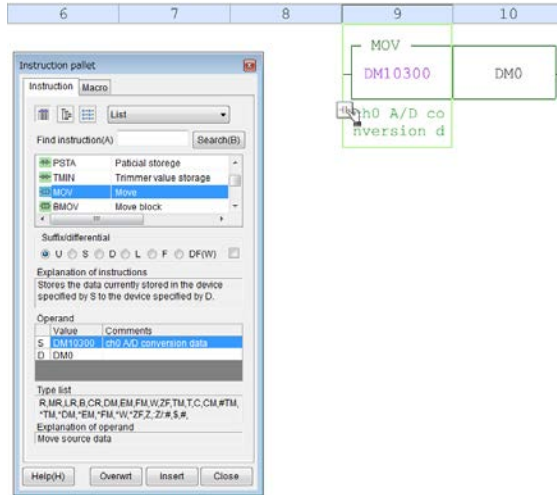 6 7 8 9 10
MOV
DM10300 DM0
ch0 A/D co
nversion d
Instruction pallet
Instruction Macro
List
Find instruction(A) Search(B)
PSTA Paticial storege
TMIN Trimmer value storage
MOV Move
BMOV Move block
Suffix/differential
U S D L F DF(W)
Explanation of instructions
Stores the data currently stored in the device
specified by S to the device specified by D.
Operand
Value Comments
S DM10300 ch0 A/D conversion data
D DM0
Type list
R,MR,LR,B,CR,DM,EM,FM,W,ZF,TM,T,C,CM,#TM,
*TM,*DM,*EM,*FM,*W,*ZF,Z,:Z/:#,$,#,
Explanation of operand
Move source data
Help(H) Overwrt Insert Close